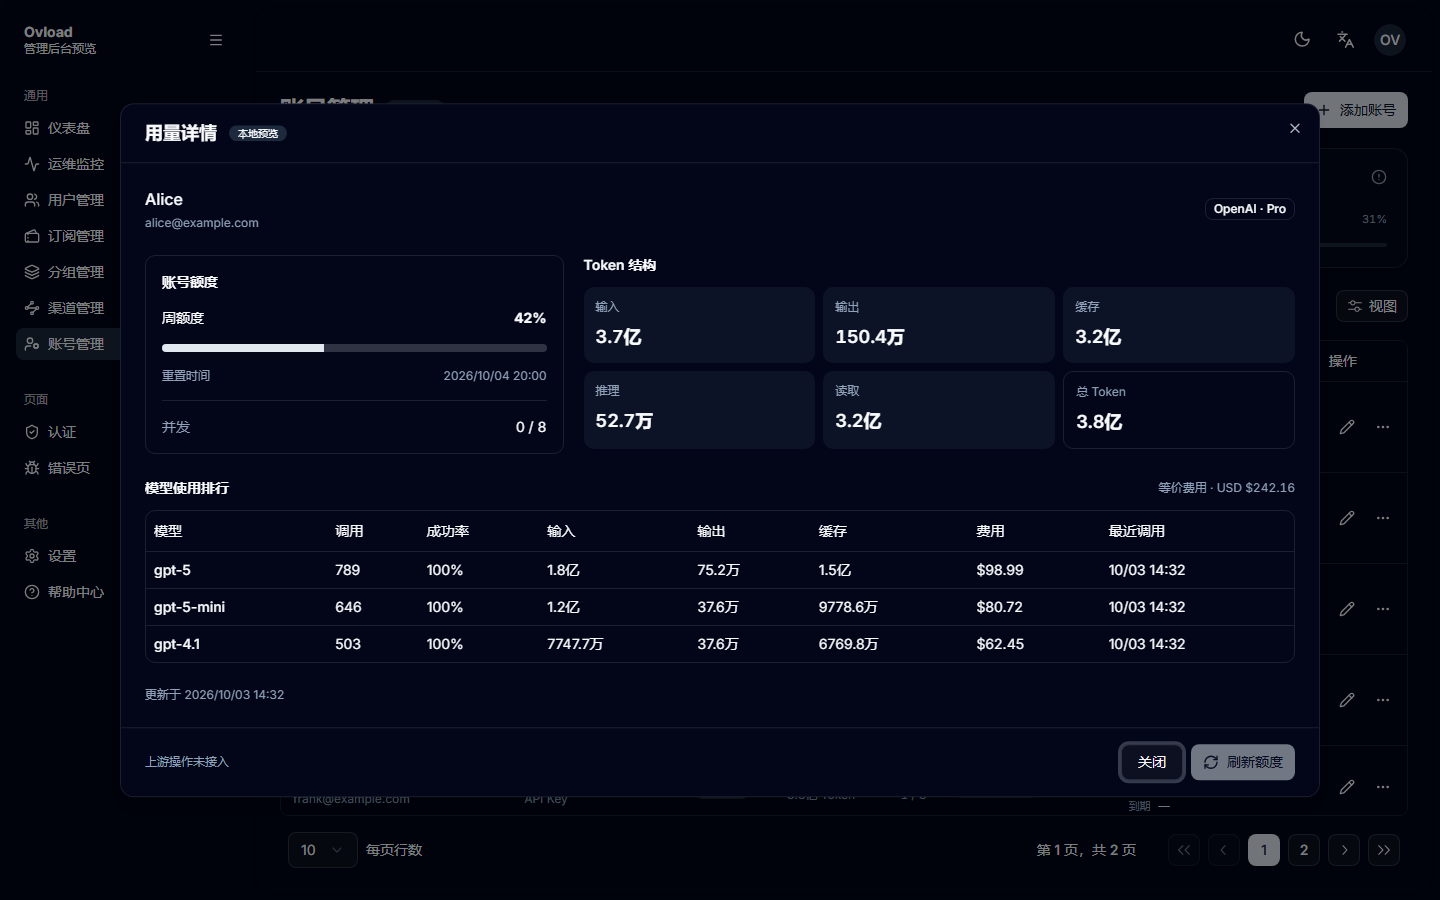 Ovload
管理后台预览
OV
通用
仪表盘
运维监控
用户管理
订阅管理
分组管理
渠道管理
账号管理
页面
认证
错误页
其他
设置
帮助中心
账号管理
添加账号
31%
视图
操作
用量详情 本地预览
Alice
alice@example.com
OpenAI · Pro
账号额度
周额度 42%
重置时间 2026/10/04 20:00
并发 0 / 8
Token 结构
输入 输出 缓存
3.7亿 150.4万 3.2亿
推理 读取 总 Token
52.7万 3.2亿 3.8亿
模型使用排行 等价费用 · USD $242.16
模型 调用 成功率 输入 输出 缓存 费用 最近调用
gpt-5 789 100% 1.8亿 75.2万 1.5亿 $98.99 10/03 14:32
gpt-5-mini 646 100% 1.2亿 37.6万 9778.6万 $80.72 10/03 14:32
gpt-4.1 503 100% 7747.7万 37.6万 6769.8万 $62.45 10/03 14:32
更新于 2026/10/03 14:32
上游操作未接入
关闭 刷新额度
frank@example.com API Key
到期 —
10 每页行数
第 1 页，共 2 页
1 2